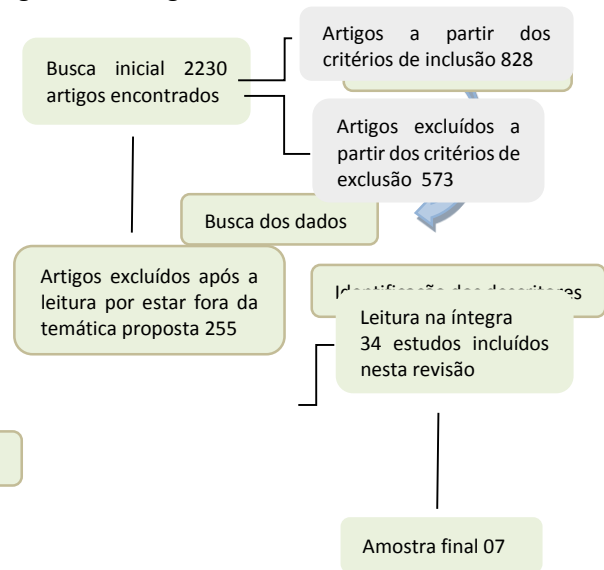 Artigos a partir dos
critérios de inclusão 828
Busca inicial 2230
artigos encontrados
Artigos excluídos a
partir dos critérios de
exclusão 573
Busca dos dados
Artigos excluídos após a
leitura por estar fora da
temática proposta 255
Leitura na íntegra
34 estudos incluídos
nesta revisão
Amostra final 07